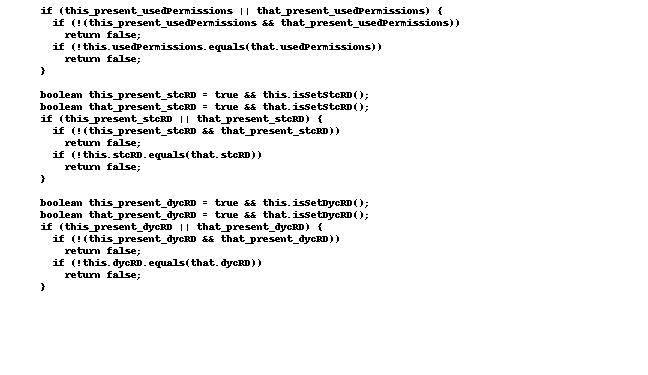 if (this_present_usedPermissions || that_present_usedPermissions) {
if (!(this_present_usedPermissions && that_present_usedPermissions))
return false;
if (!this.usedPermissions.equals(that.usedPermissions))
return false;
}
boolean this_present_stcRD = true && this.isSetStcRD();
boolean that_present_stcRD = true && that.isSetStcRD();
if (this_present_stcRD || that_present_stcRD) {
if (!(this_present_stcRD && that_present_stcRD))
return false;
if (!this.stcRD.equals(that.stcRD))
return false;
}
boolean this_present_dycRD = true && this.isSetDycRD();
boolean that_present_dycRD = true && that.isSetDycRD();
if (this_present_dycRD || that_present_dycRD) {
if (!(this_present_dycRD && that_present_dycRD))
return false;
if (!this.dycRD.equals(that.dycRD))
return false;
}